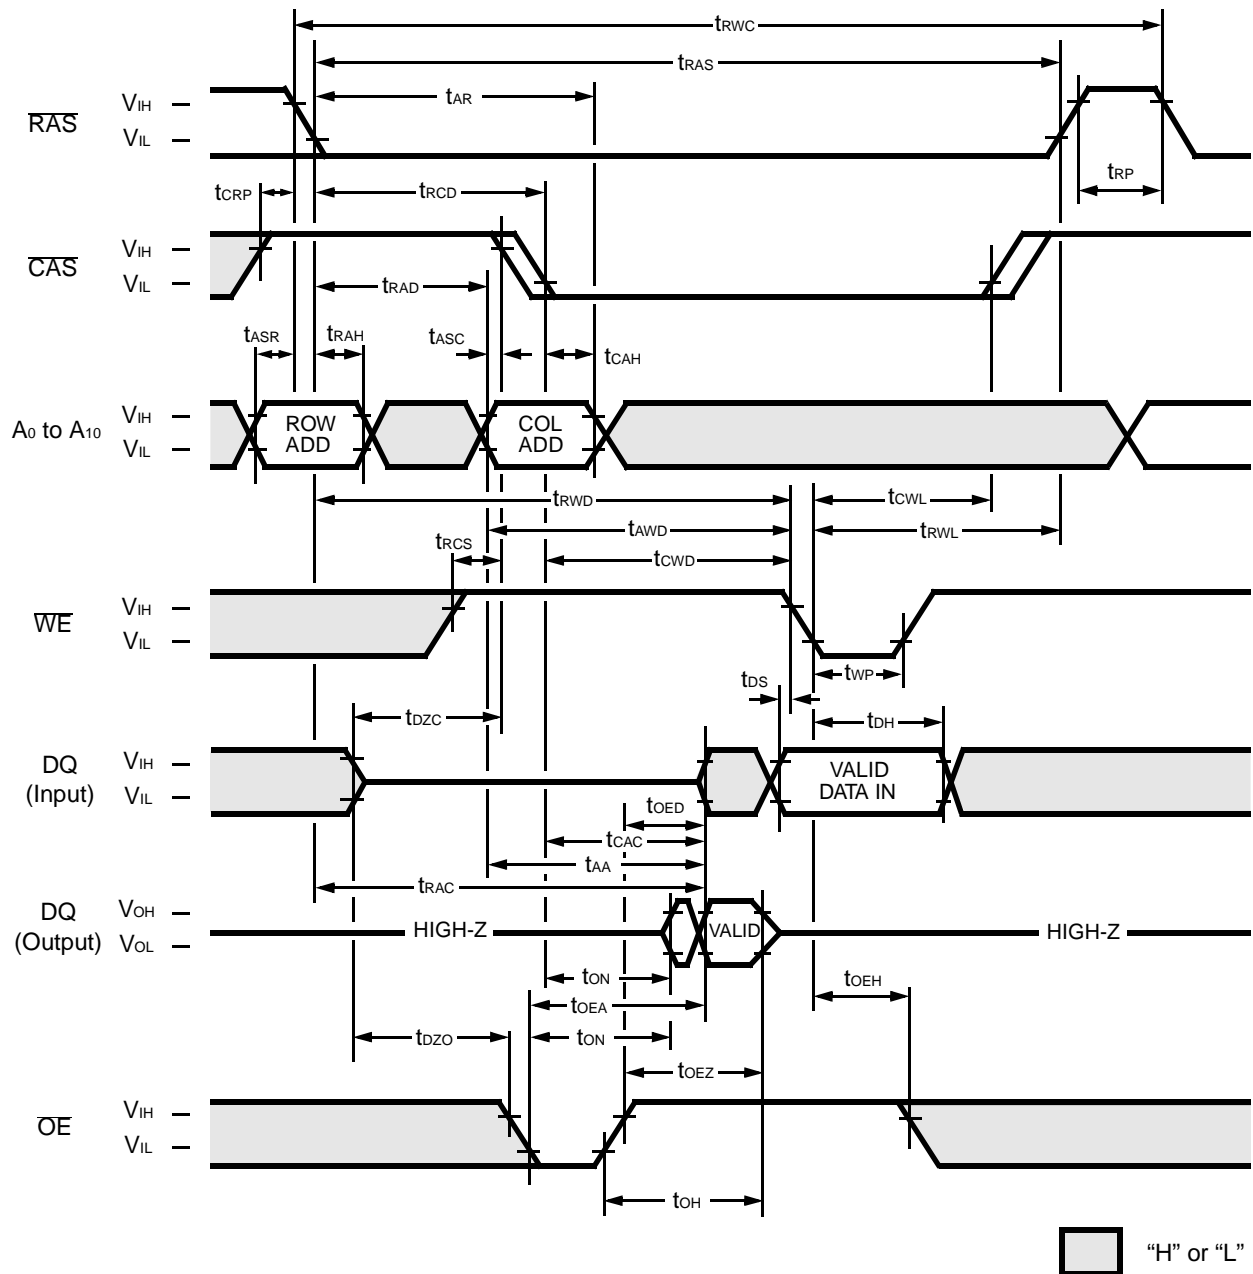 tRWC
tRAS
tAR
RAS
VIH
VIL
tCRP
tRCD
tRP
CAS
VIH
VIL
tRAD
tASR
tRAH
tASC
tCAH
A0 to A10
VIH
VIL
ROW
ADD
COL
ADD
tRWD
tCWL
tAWD
tRWL
tRCS
tCWD
WE
VIH
VIL
tWP
tDS
tDZC
tDH
DQ
(Input)
VIH
VIL
VALID
DATA IN
tOED
tCAC
tAA
tRAC
DQ
(Output)
VOH
VOL
HIGH-Z
VALID
HIGH-Z
tON
tOEH
tOEA
tDZO
tON
tOEZ
OE
VIH
VIL
tOH
“H” or “L”